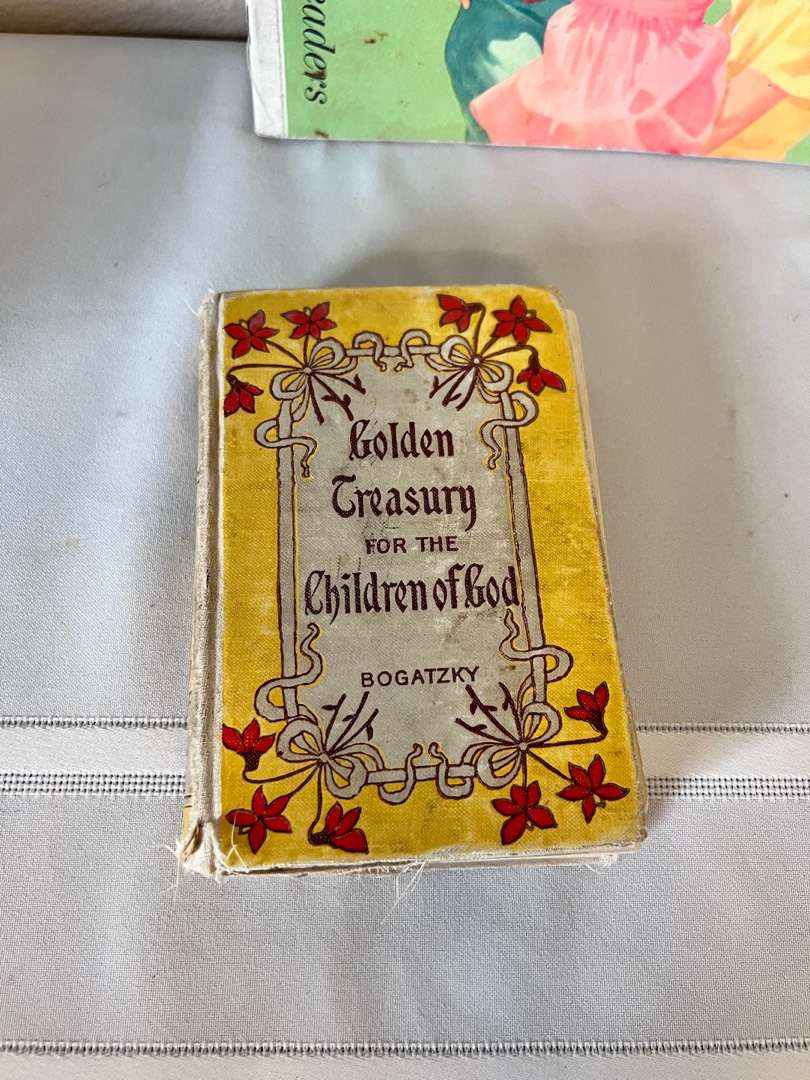 eaders
Golden
Treasury
FOR THE
Children of God
BOGATZKY